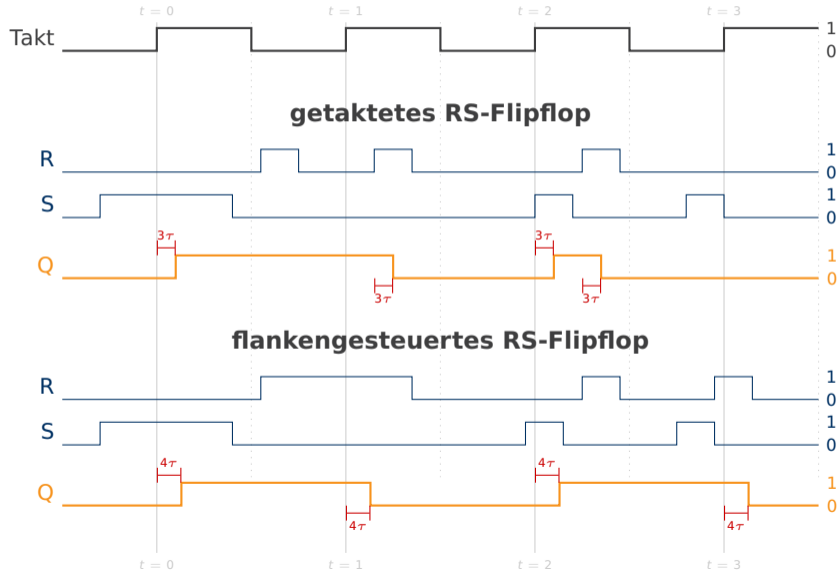 t = 0 t = 1 t = 2 t = 3
Takt 1
0
getaktetes RS-Flipflop
R 1
0
S 1
0
3τ 3τ
Q 1
0
3τ 3τ
flankengesteuertes RS-Flipflop
R 1
0
S 1
0
4τ 4τ
Q 1
0
4τ 4τ
t = 0 t = 1 t = 2 t = 3